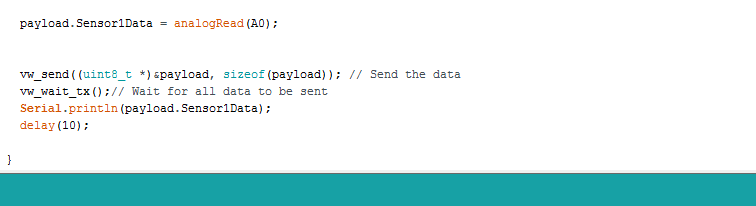 payload.Sensor1Data = analogRead(A0);
vw_send((uint8_t *)&payload, sizeof(payload)); // Send the data
vw_wait_tx();// Wait for all data to be sent
Serial.println(payload.Sensor1Data);
delay(10);
}